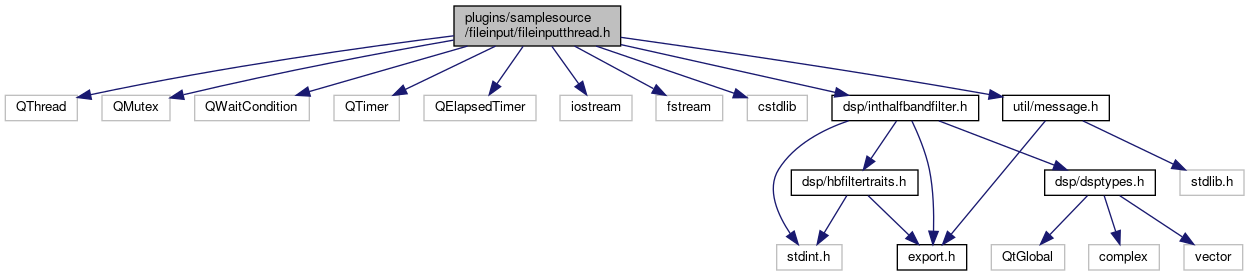 plugins/samplesource
/fileinput/fileinputthread.h
QThread
QMutex
QWaitCondition
QTimer
QElapsedTimer
iostream
fstream
cstdlib
dsp/inthalfbandfilter.h
util/message.h
dsp/hbfiltertraits.h
dsp/dsptypes.h
stdlib.h
stdint.h
export.h
QtGlobal
complex
vector